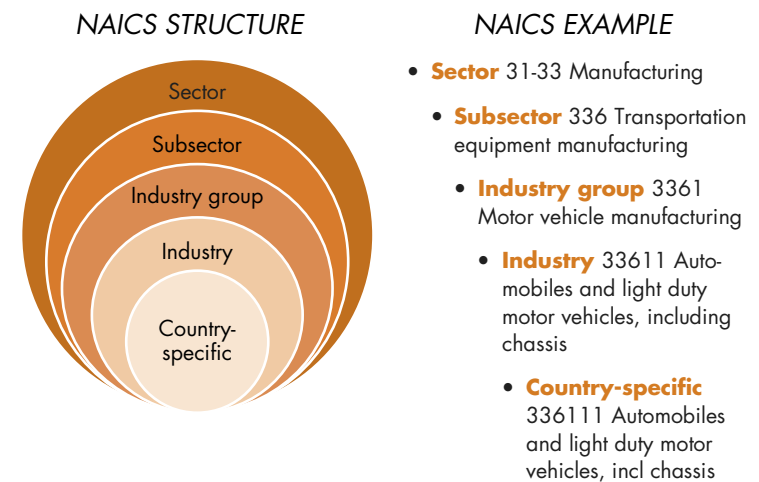 NAICS STRUCTURE
Sector
Subsector
Industry group
Industry
Country-
specific
NAICS EXAMPLE
• Sector 31-33 Manufacturing
• Subsector 336 Transportation
equipment manufacturing
• Industry group 3361
Motor vehicle manufacturing
• Industry 33611 Auto-
mobiles and light duty
motor vehicles, including
chassis
• Country-specific
336111 Automobiles
and light duty motor
vehicles, incl chassis